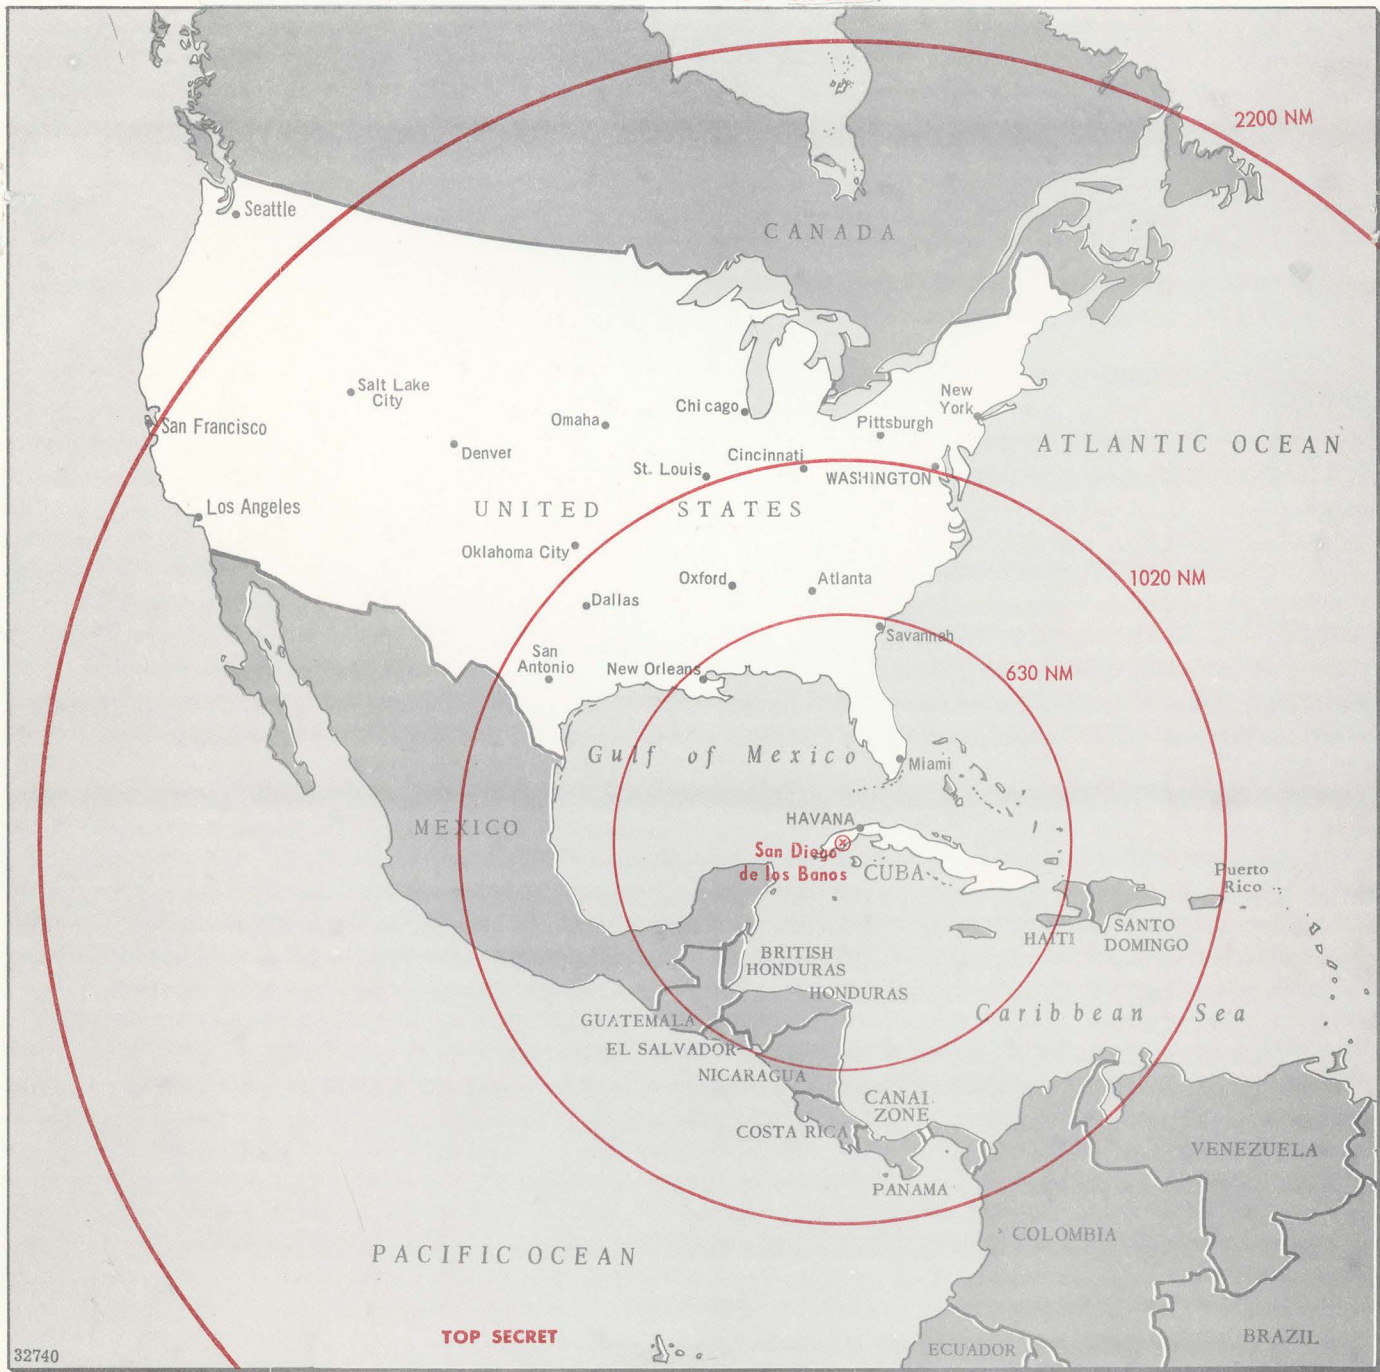 2200 NM
Seattle
CANADA
Salt Lake
City
New
York
Chicago
Omaha
Pittsburgh
San Francisco
ATLANTIC OCEAN
Denver
Cincinnati
St. Louis
WASHINGTON
Los Angeles
UNITED STATES
Oklahoma City
Oxford
Atlanta
1020 NM
Dallas
Savannah
San
Antonio
New Orleans
630 NM
Gulf of Mexico
Miami
HAVANA
MEXICO
San Diego
de los Banos
CUBA
Puerto
Rico
HAITI
SANTO
DOMINGO
BRITISH
HONDURAS
HONDURAS
Caribbean Sea
GUATEMALA
EL SALVADOR
NICARAGUA
CANAL
ZONE
COSTA RICA
VENEZUELA
PANAMA
COLOMBIA
PACIFIC OCEAN
TOP SECRET
BRAZIL
ECUADOR
32740